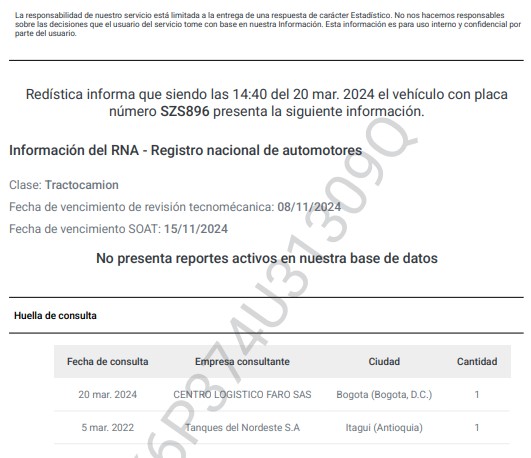 La responsabilidad de nuestro servicio está limitada a la entrega de una respuesta de carácter Estadístico. No nos hacemos responsables
sobre las decisiones que el usuario del servicio tome con base en nuestra Información. Esta información es para uso interno y confidencial por
parte del usuario.
Redística informa que siendo las 14:40 del 20 mar. 2024 el vehículo con placa
número SZS896 presenta la siguiente información.
Información del RNA - Registro nacional de automotores
Clase: Tractocamion
Fecha de vencimiento de revisión tecnomécanica: 08/11/2024
Fecha de vencimiento SOAT: 15/11/2024
No presenta reportes activos en nuestra base de datos
Huella de consulta
Fecha de consulta Empresa consultante Ciudad Cantidad
20 mar. 2024 CENTRO LOGISTICO FARO SAS Bogota (Bogota, D.C.) 1
5 mar. 2022 Tanques del Nordeste S.A Itagui (Antioquia) 1
6P374U31309Q